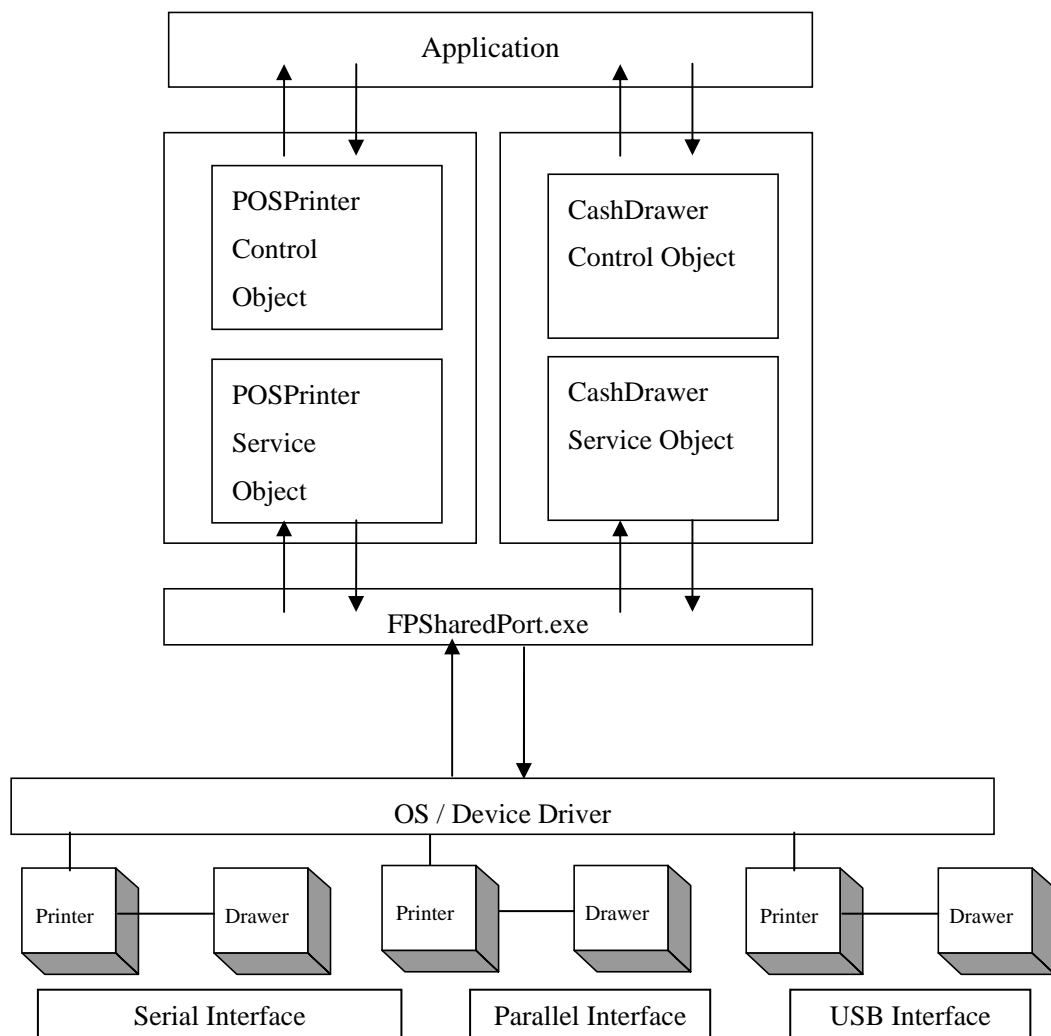 Application
POSPrinter
Control
Object
CashDrawer
Control Object
POSPrinter
Service
Object
CashDrawer
Service Object
FPSharedPort.exe
OS / Device Driver
Printer
Drawer
Printer
Drawer
Printer
Drawer
Serial Interface
Parallel Interface
USB Interface